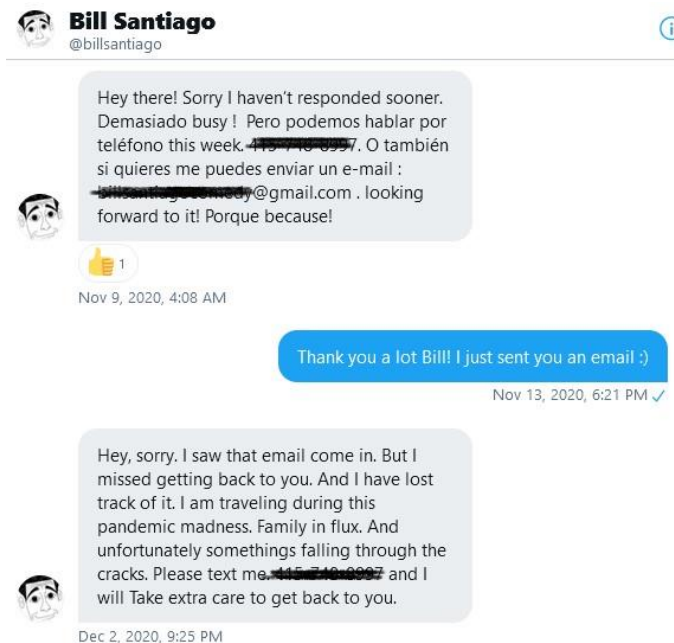 Bill Santiago
@billsantiago
Hey there! Sorry I haven't responded sooner.
Demasiado busy ! Pero podemos hablar por
teléfono this week. O también
si quieres me puedes enviar un e-mail :
@gmail.com . looking
forward to it! Porque because!
1
Nov 9, 2020, 4:08 AM
Thank you a lot Bill! I just sent you an email :)
Nov 13, 2020, 6:21 PM
Hey, sorry. I saw that email come in. But I
missed getting back to you. And I have lost
track of it. I am traveling during this
pandemic madness. Family in flux. And
unfortunately somethings falling through the
cracks. Please text me. and I
will Take extra care to get back to you.
Dec 2, 2020, 9:25 PM